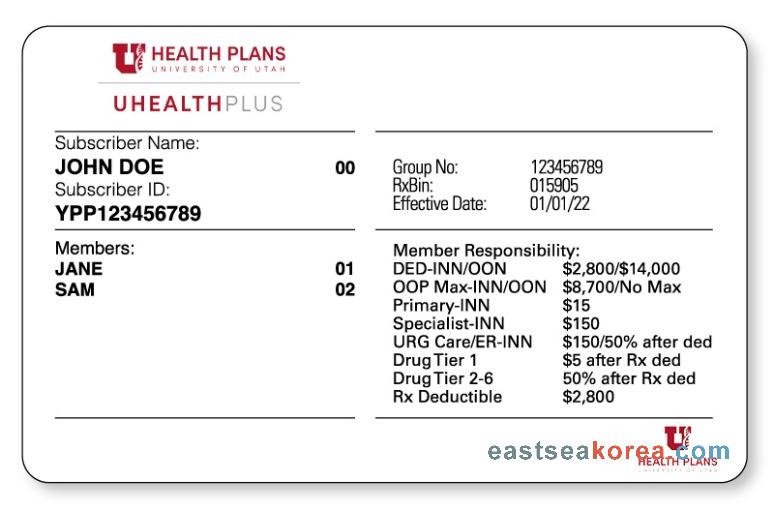 U HEALTH PLANS
UNIVERSITY OF UTAH
UHEALTHPLUS
Subscriber Name:
JOHN DOE 00
Subscriber ID:
YPP123456789
Group No: 123456789
RxBin: 015905
Effective Date: 01/01/22
Members:
JANE 01
SAM 02
Member Responsibility:
DED-INN/OON $2,800/$14,000
OOP Max-INN/OON $8,700/No Max
Primary-INN $15
Specialist-INN $150
URG Care/ER-INN $150/50% after ded
Drug Tier 1 $5 after Rx ded
Drug Tier 2-6 50% after Rx ded
Rx Deductible $2,800
U
eastseakorea.com
HEALTH PLANS